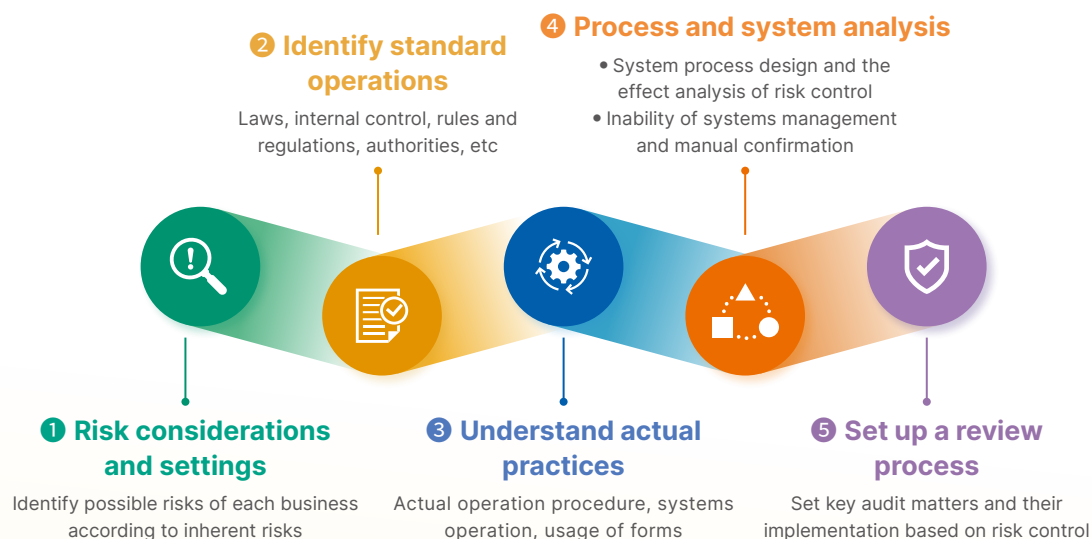 ❶ Risk considerations
and settings
Identify possible risks of each business
according to inherent risks
❷ Identify standard
operations
Laws, internal control, rules and
regulations, authorities, etc
❸ Understand actual
practices
Actual operation procedure, systems
operation, usage of forms
❹ Process and system analysis
• System process design and the
effect analysis of risk control
• Inability of systems management
and manual confirmation
❺ Set up a review
process
Set key audit matters and their
implementation based on risk control